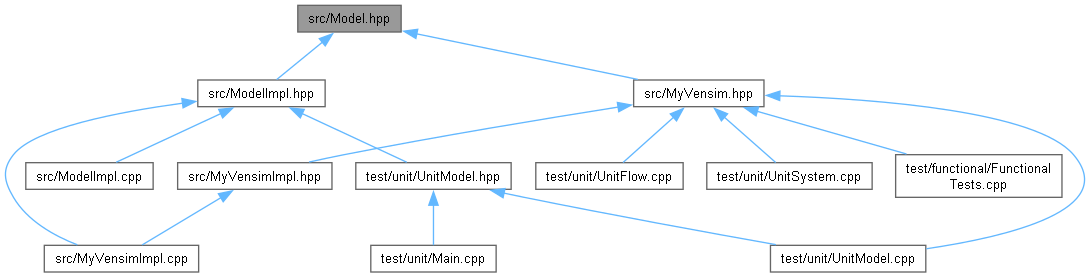 src/Model.hpp
src/ModelImpl.hpp
src/MyVensim.hpp
src/ModelImpl.cpp
src/MyVensimImpl.hpp
test/unit/UnitModel.hpp
test/unit/UnitFlow.cpp
test/unit/UnitSystem.cpp
test/functional/Functional
Tests.cpp
src/MyVensimImpl.cpp
test/unit/Main.cpp
test/unit/UnitModel.cpp